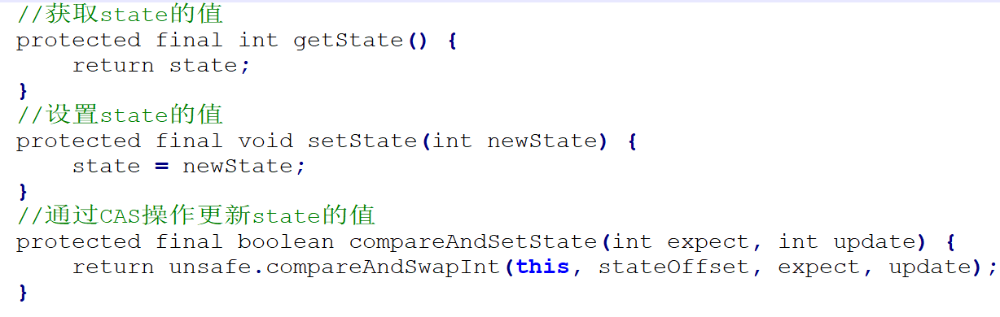 //获取state的值
protected final int getState() {
    return state;
}
//设置state的值
protected final void setState(int newState) {
    state = newState;
}
//通过CAS操作更新state的值
protected final boolean compareAndSetState(int expect, int update) {
    return unsafe.compareAndSwapInt(this, stateOffset, expect, update);
}